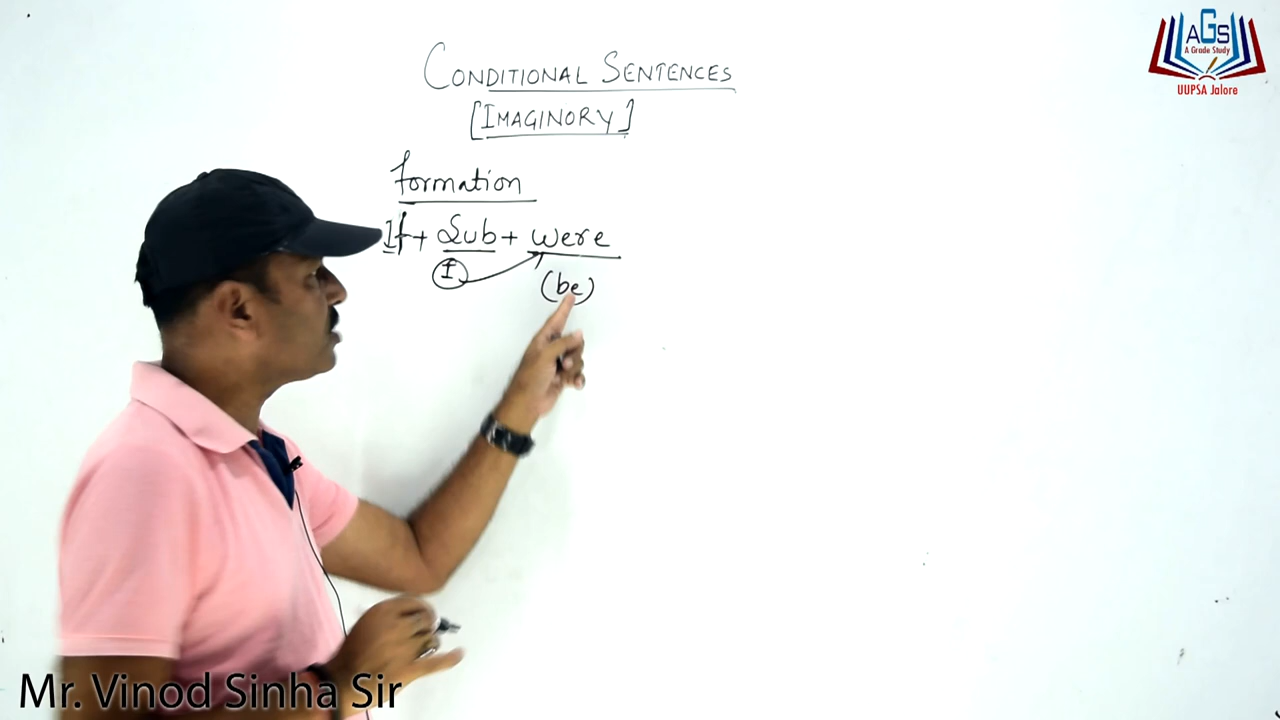 CONDITIONAL SENTENCES
[IMAGINORY]
formation
If + Sub + were
I
(be)
AGS
A Grade Study
UUPSA Jalore
Mr. Vinod Sinha Sir